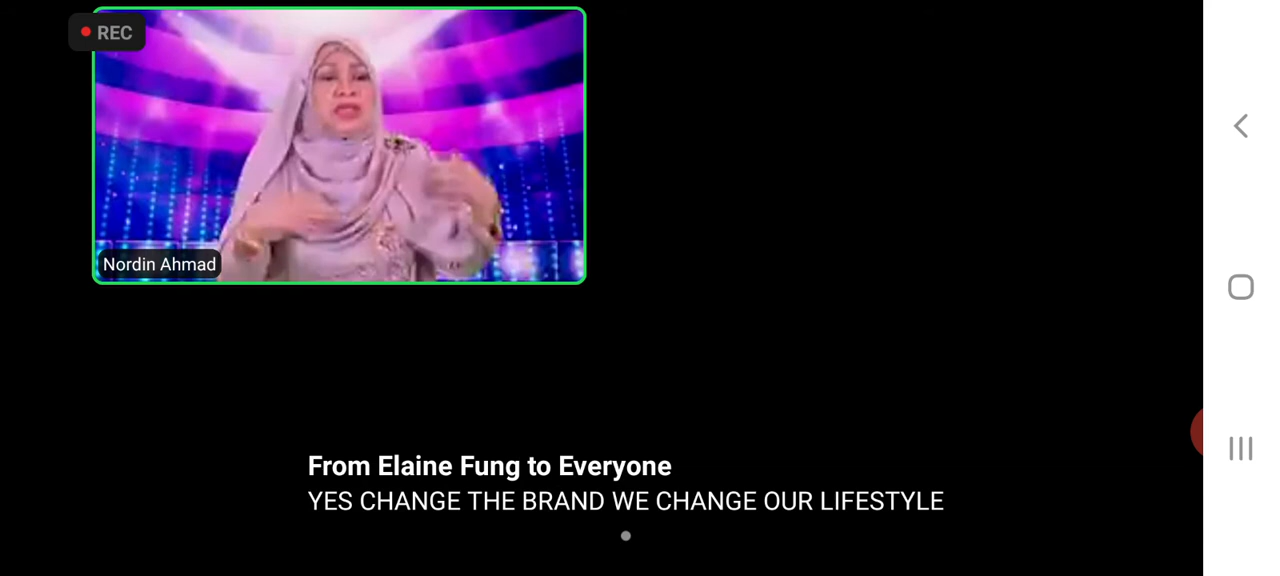 REC
Nordin Ahmad
From Elaine Fung to Everyone
YES CHANGE THE BRAND WE CHANGE OUR LIFESTYLE